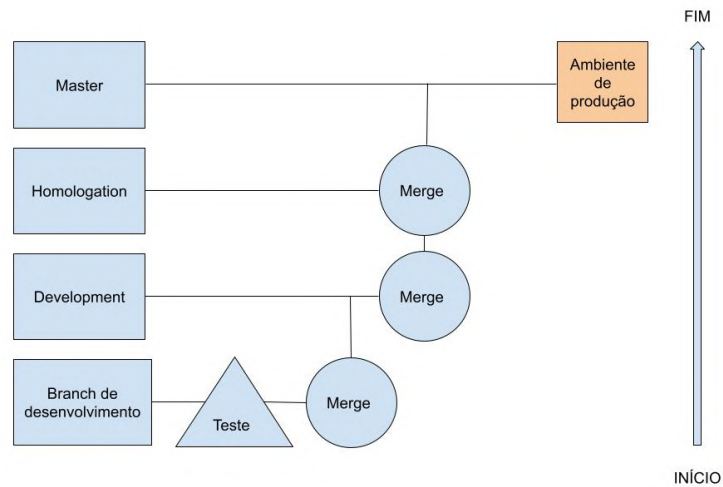 FIM
Master
Ambiente
de
produção
Homologation
Merge
Development
Merge
Branch de
desenvolvimento
Teste
Merge
INÍCIO